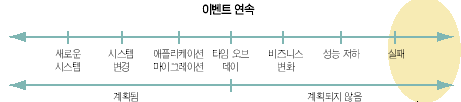 이벤트 연속
새로운 시스템 변경 애플리케이션 타임 오브 비즈니스 성능 저하 실패
시스템 마이그레이션 데이 변화
계획됨 계획되지 않음